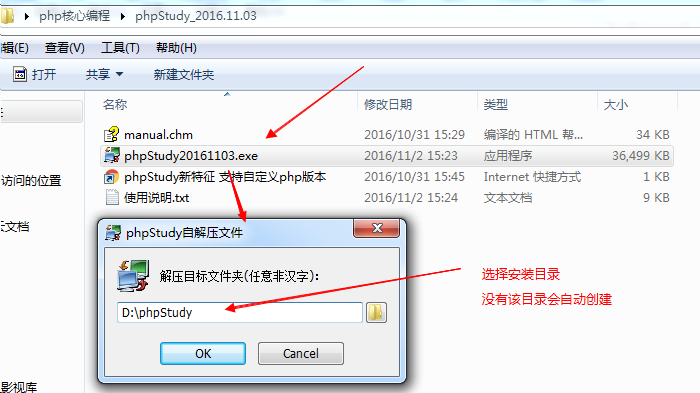 php核心编程 ▸ phpStudy_2016.11.03
辑(E) 查看(V) 工具(T) 帮助(H)
打开 共享 新建文件夹
名称 修改日期 类型 大小
manual.chm 2016/10/31 15:29 编译的 HTML 帮... 34 KB
phpStudy20161103.exe 2016/11/2 15:23 应用程序 36,499 KB
访问的位置
phpStudy新特征 支持自定义php版本 2016/10/31 15:45 Internet 快捷方式 1 KB
使用说明.txt 2016/11/2 15:24 文本文档 9 KB
文档
phpStudy自解压文件
解压目标文件夹(任意非汉字):
D:\phpStudy
OK Cancel
选择安装目录
没有该目录会自动创建
影视库